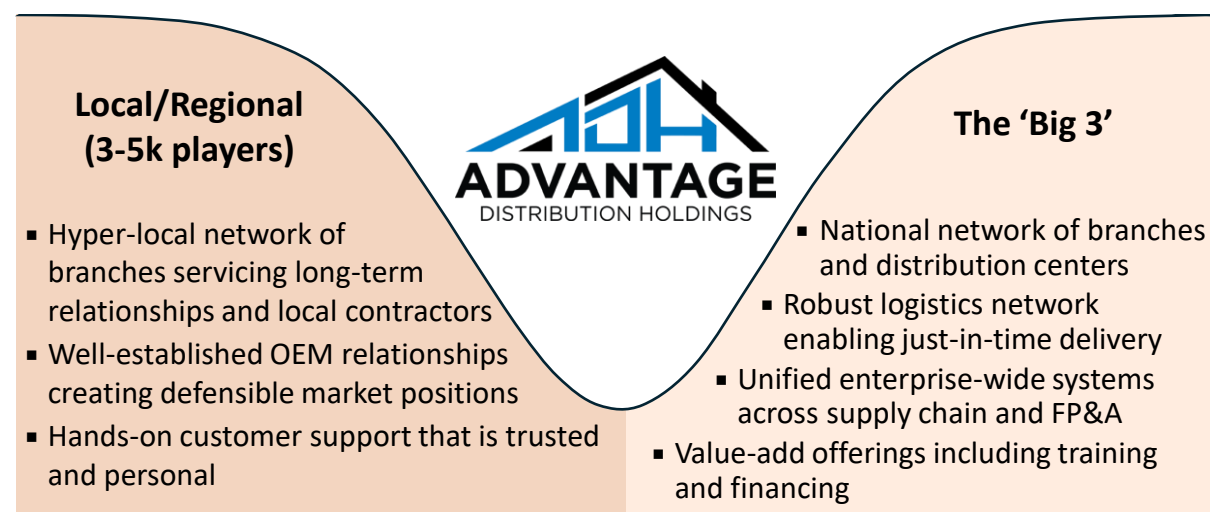 Local/Regional
(3-5k players)
▪ Hyper-local network of
branches servicing long-term
relationships and local contractors
▪ Well-established OEM relationships
creating defensible market positions
▪ Hands-on customer support that is trusted
and personal
ADH
ADVANTAGE
DISTRIBUTION HOLDINGS
The ‘Big 3’
▪ National network of branches
and distribution centers
▪ Robust logistics network
enabling just-in-time delivery
▪ Unified enterprise-wide systems
across supply chain and FP&A
▪ Value-add offerings including training
and financing